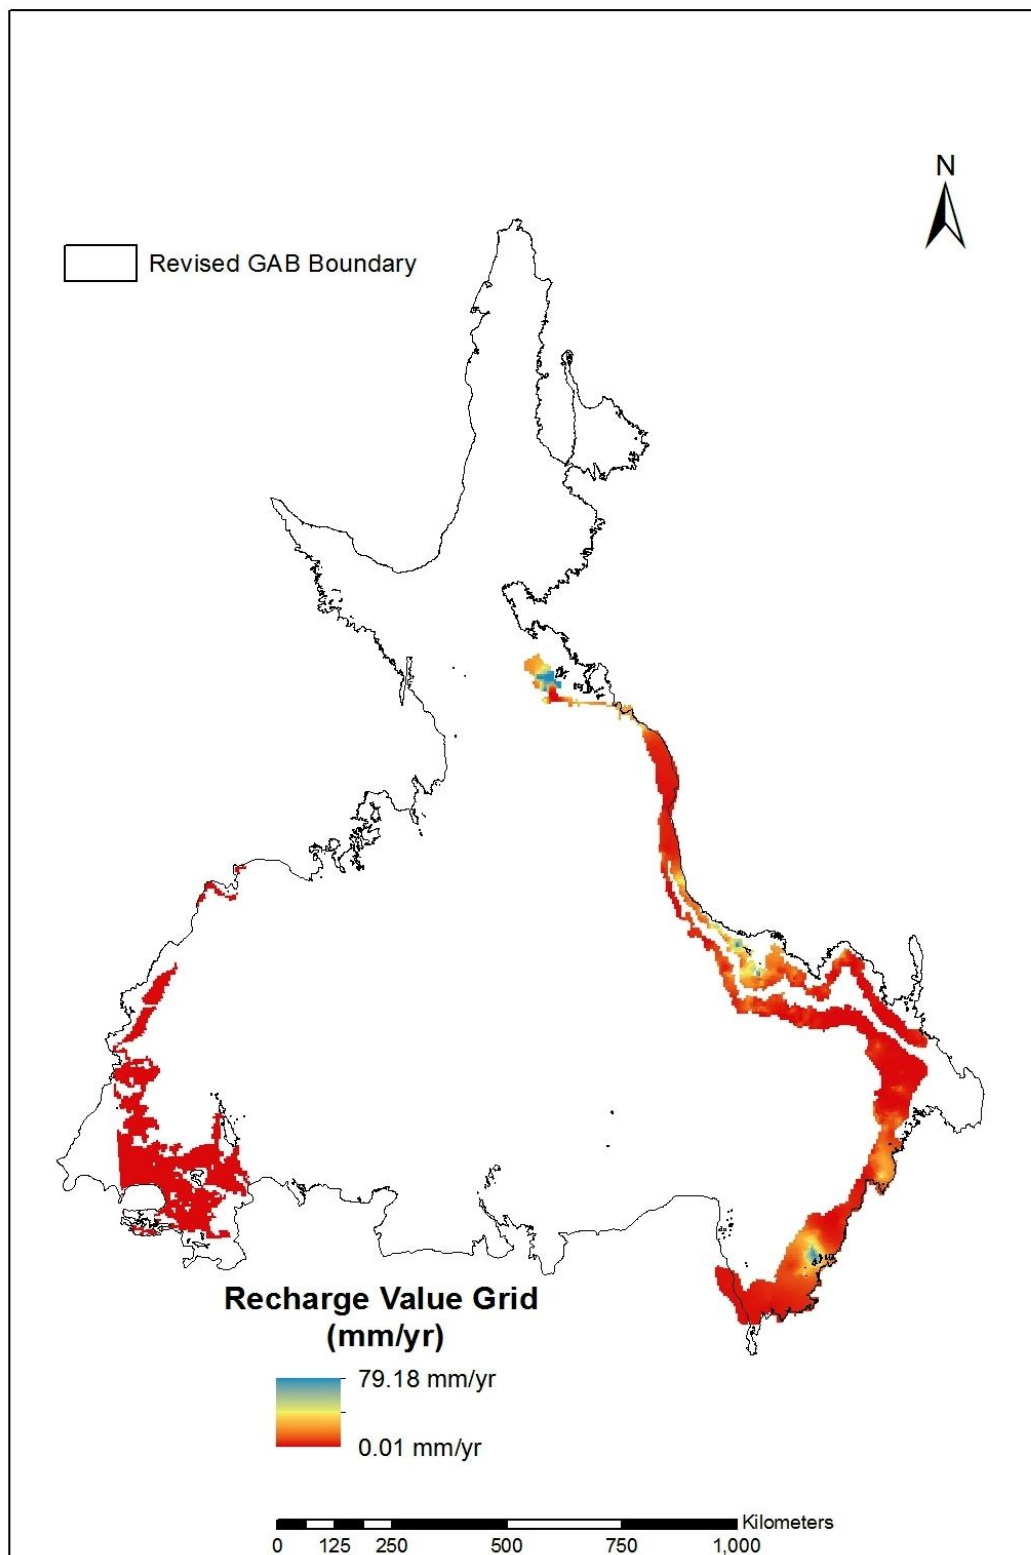 N
Revised GAB Boundary
Recharge Value Grid
(mm/yr)
79.18 mm/yr
0.01 mm/yr
Kilometers
0 125 250 500 750 1,000